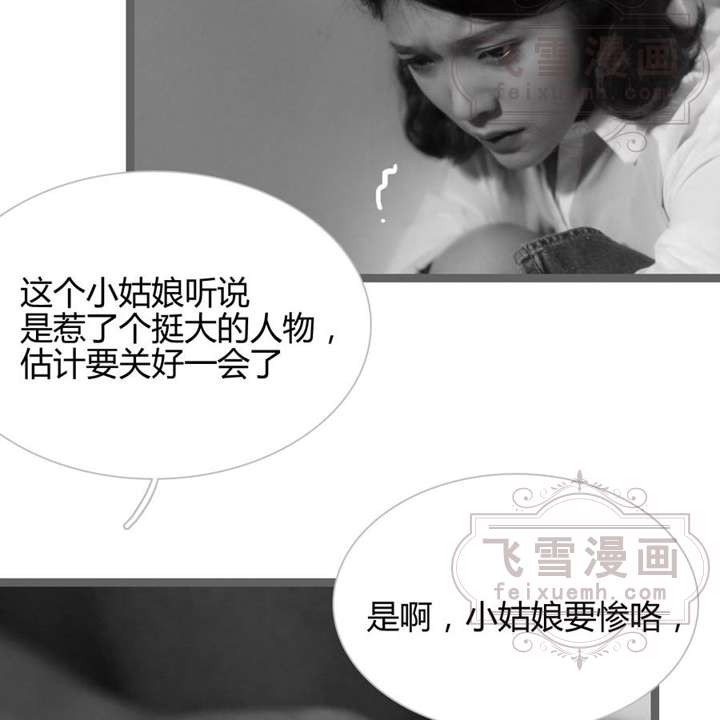 飞雪漫画
feixuemh.com
这个小姑娘听说
是惹了个挺大的人物，
估计要关好一会了
飞雪漫画
feixuemh.com
是啊，小姑娘要惨咯，